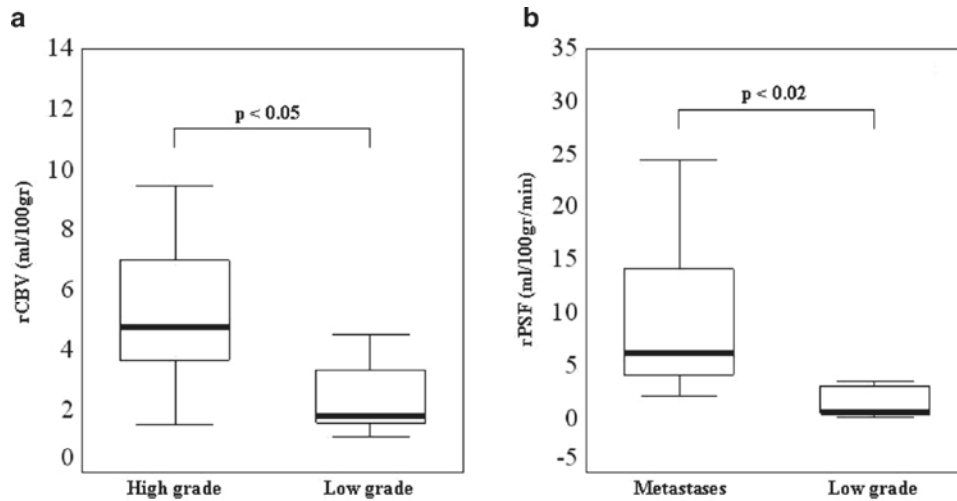 a
14
12
10
8
6
4
2
0
rCBV (ml/100gr)
p < 0.05
High grade
Low grade
b
35
30
25
20
15
10
5
0
-5
rPSF (ml/100gr/min)
p < 0.02
Metastases
Low grade